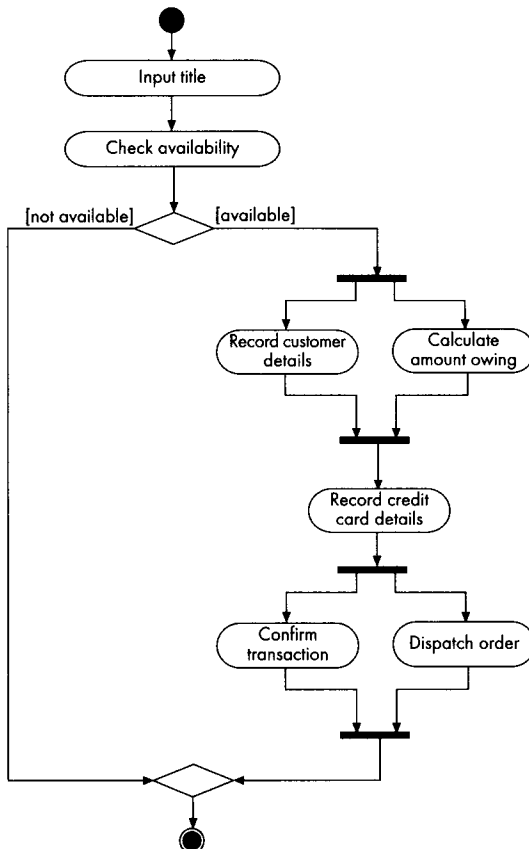 Input title
Check availability
[not available]
[available]
Record customer
details
Calculate
amount owing
Record credit
card details
Confirm
transaction
Dispatch order